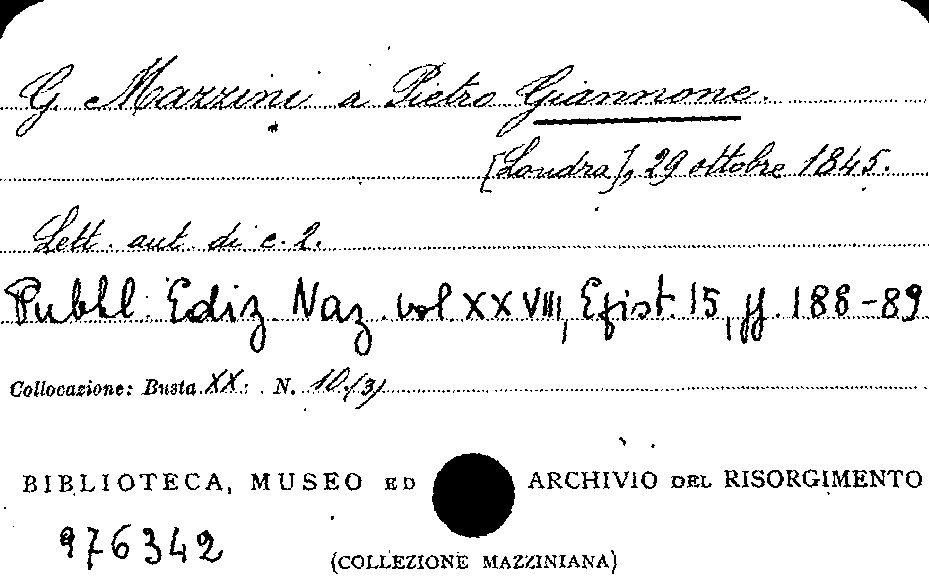 G. Mazzini a Pietro Giannone.
[Londra], 29 ottobre 1845.
Lett. aut. di c. 2.
Pubbl. Ediz. Naz. vol. XXVIII, Epist. 15, pp. 188-89
Collocazione: Busta XX. N. 10.(3)
BIBLIOTECA, MUSEO ED ARCHIVIO DEL RISORGIMENTO
976342
(COLLEZIONE MAZZINIANA)